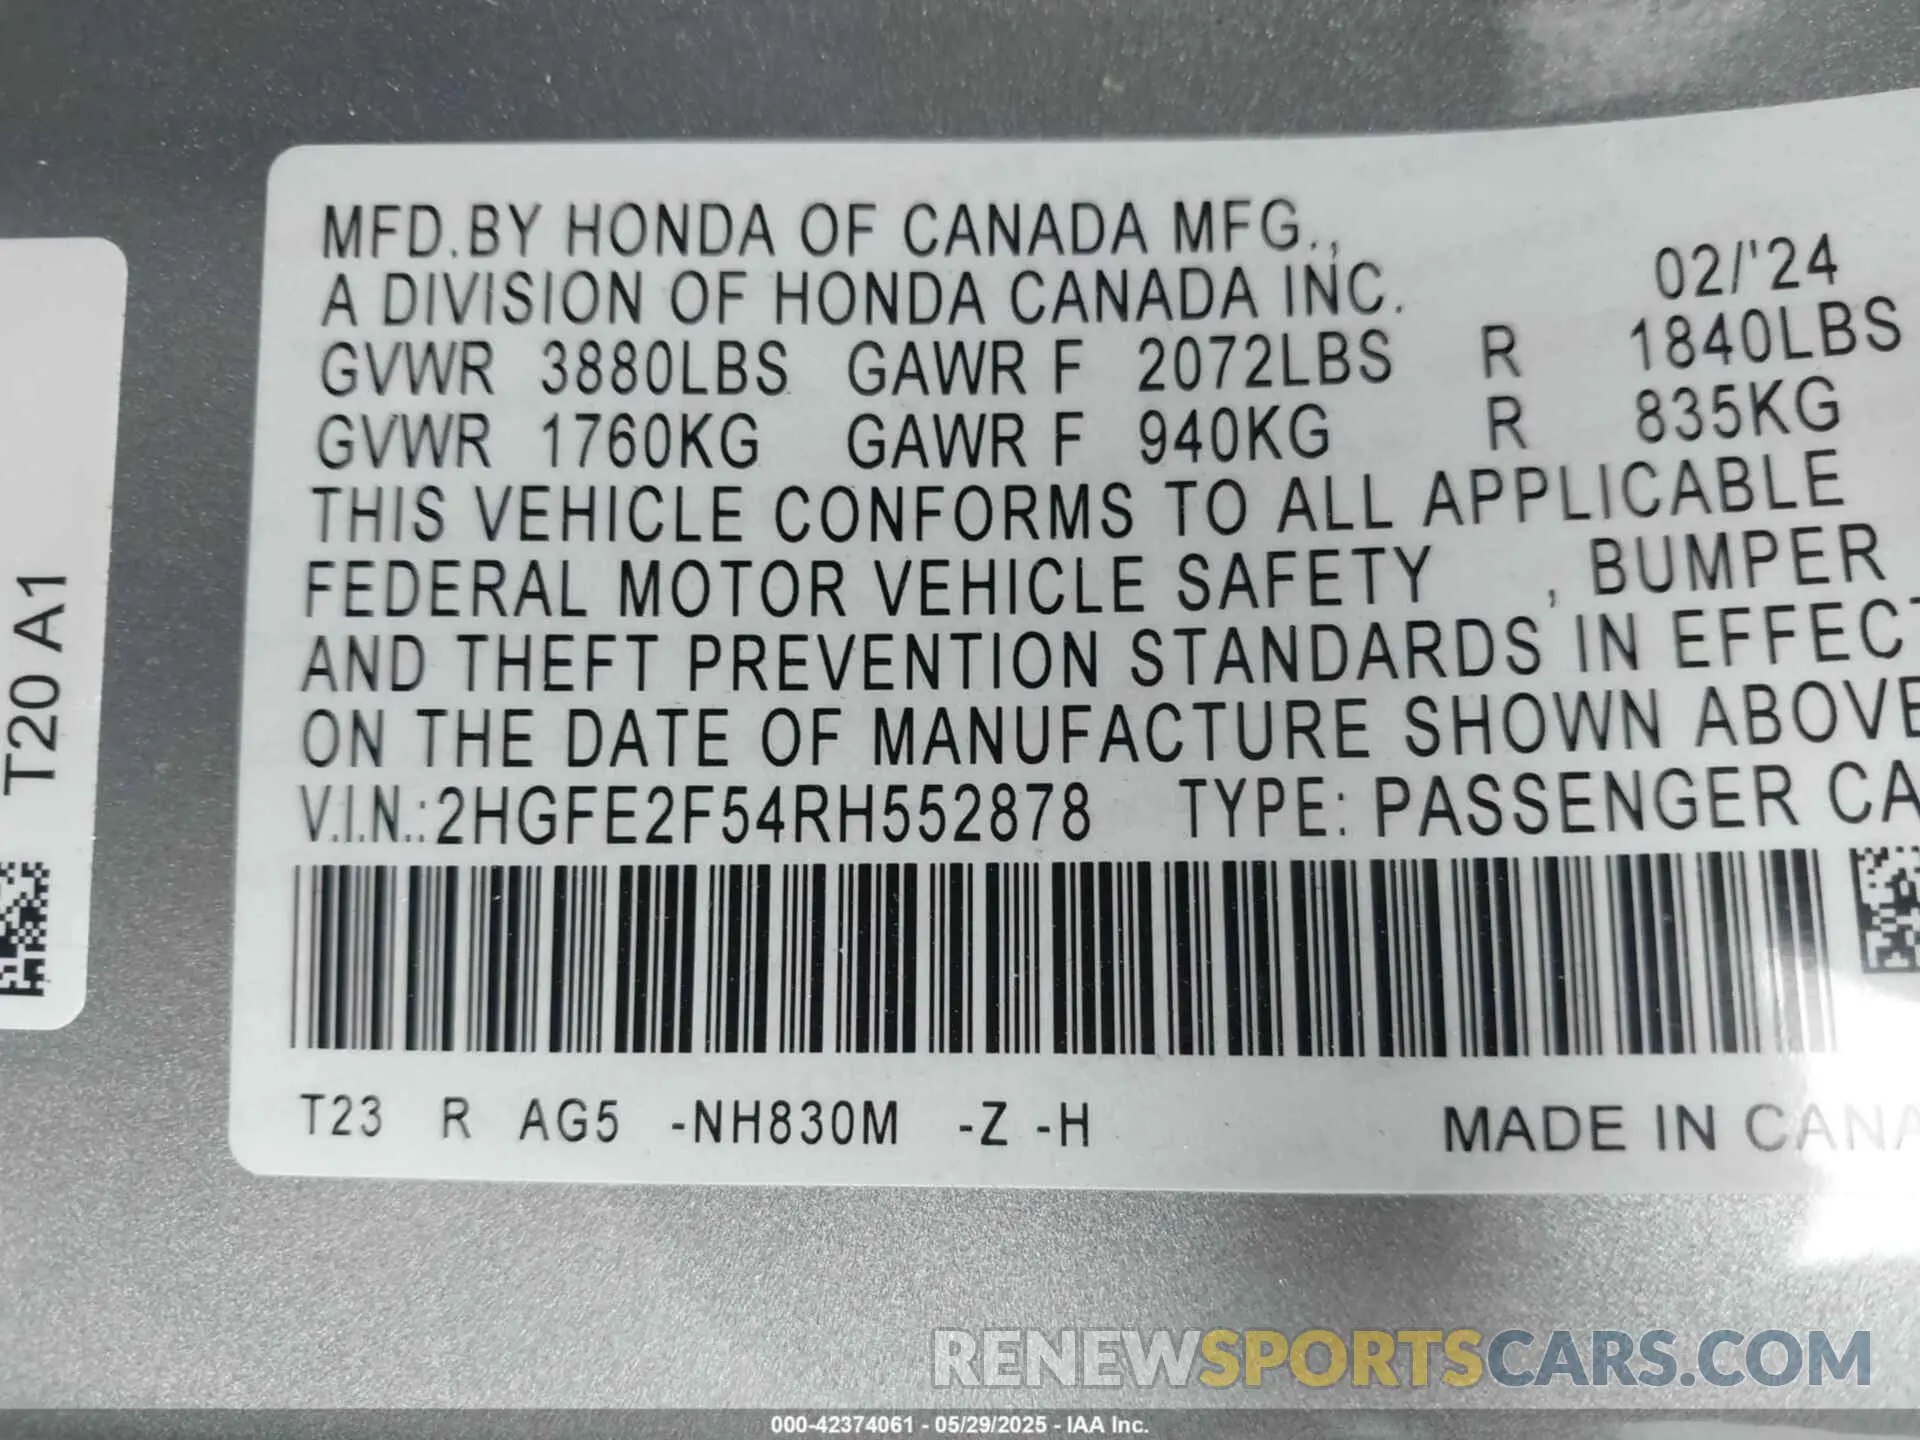 MFD.BY HONDA OF CANADA MFG.,
A DIVISION OF HONDA CANADA INC. 02/'24
GVWR 3880LBS GAWR F 2072LBS R 1840LBS
GVWR 1760KG GAWR F 940KG R 835KG
THIS VEHICLE CONFORMS TO ALL APPLICABLE
FEDERAL MOTOR VEHICLE SAFETY , BUMPER
AND THEFT PREVENTION STANDARDS IN EFFECT
ON THE DATE OF MANUFACTURE SHOWN ABOVE
V.I.N.:2HGFE2F54RH552878 TYPE: PASSENGER CA
T23 R AG5 -NH830M -Z -H MADE IN CANA
T20 A1
RENEWSPORTSCARS.COM
000-42374061 - 05/29/2025 - IAA Inc.